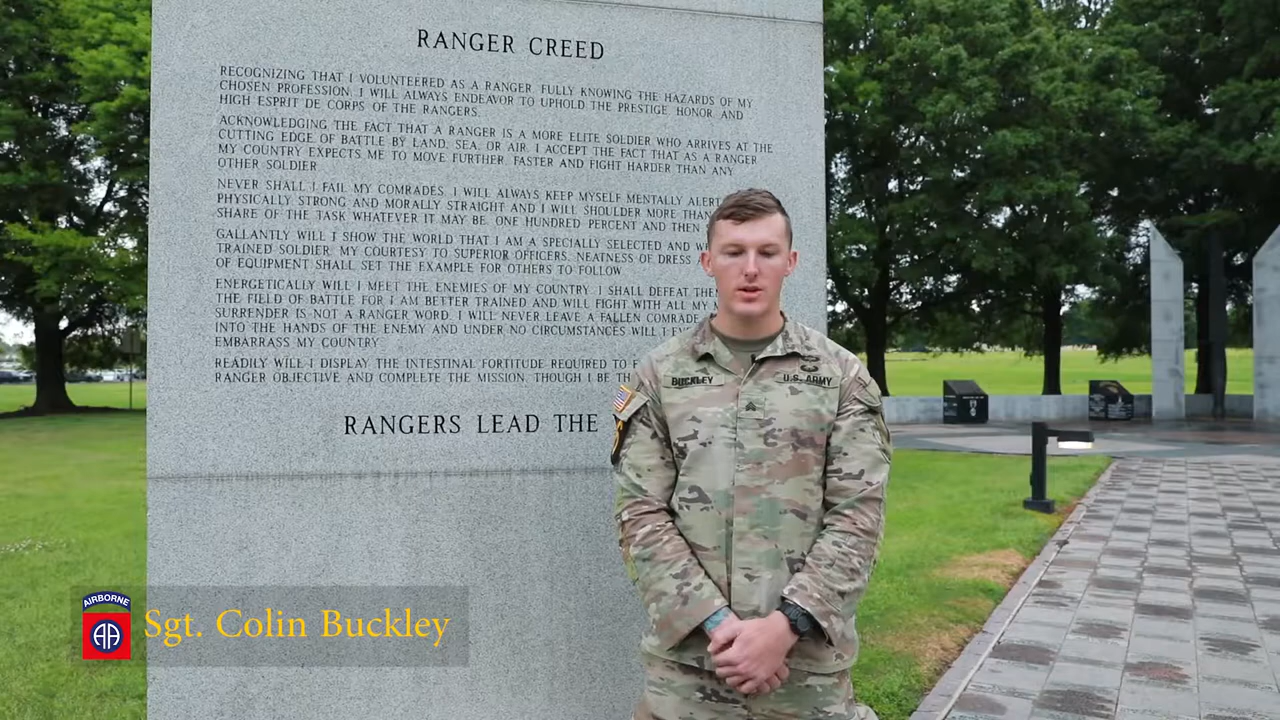 RANGER CREED
RECOGNIZING THAT I VOLUNTEERED AS A RANGER, FULLY KNOWING THE HAZARDS OF MY
CHOSEN PROFESSION, I WILL ALWAYS ENDEAVOR TO UPHOLD THE PRESTIGE, HONOR, AND
HIGH ESPRIT DE CORPS OF THE RANGERS.
ACKNOWLEDGING THE FACT THAT A RANGER IS A MORE ELITE SOLDIER WHO ARRIVES AT THE
CUTTING EDGE OF BATTLE BY LAND, SEA, OR AIR, I ACCEPT THE FACT THAT AS A RANGER
MY COUNTRY EXPECTS ME TO MOVE FURTHER, FASTER AND FIGHT HARDER THAN ANY
OTHER SOLDIER
NEVER SHALL I FAIL MY COMRADES. I WILL ALWAYS KEEP MYSELF MENTALLY ALERT
PHYSICALLY STRONG AND MORALLY STRAIGHT AND I WILL SHOULDER MORE THAN
SHARE OF THE TASK WHATEVER IT MAY BE. ONE HUNDRED PERCENT AND THEN
GALLANTLY WILL I SHOW THE WORLD THAT I AM A SPECIALLY SELECTED AND
TRAINED SOLDIER. MY COURTESY TO SUPERIOR OFFICERS, NEATNESS OF DRESS
OF EQUIPMENT SHALL SET THE EXAMPLE FOR OTHERS TO FOLLOW
ENERGETICALLY WILL I MEET THE ENEMIES OF MY COUNTRY. I SHALL DEFEAT
THE FIELD OF BATTLE FOR I AM BETTER TRAINED AND WILL FIGHT WITH ALL MY
SURRENDER IS NOT A RANGER WORD. I WILL NEVER LEAVE A FALLEN COMRADE
INTO THE HANDS OF THE ENEMY AND UNDER NO CIRCUMSTANCES WILL I
EMBARRASS MY COUNTRY
READILY WILL I DISPLAY THE INTESTINAL FORTITUDE REQUIRED TO
RANGER OBJECTIVE AND COMPLETE THE MISSION, THOUGH I BE
RANGERS LEAD THE
BUCKLEY
U.S. ARMY
AIRBORNE
AA
Sgt. Colin Buckley